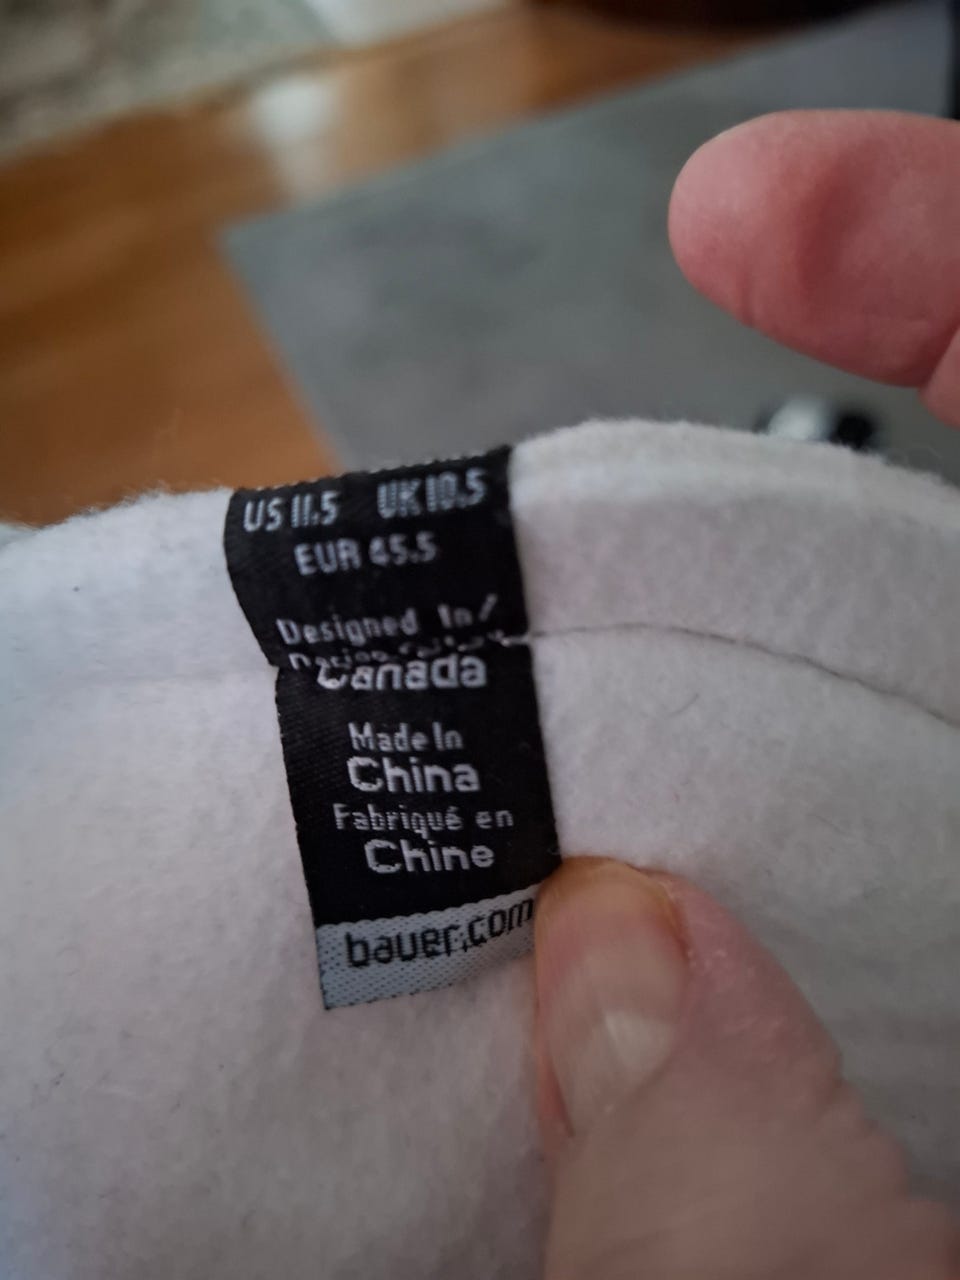 US 11.5 UK 10.5
EUR 45.5
Designed In/
Canada
Made In
China
Fabriqué en
Chine
bauer.com